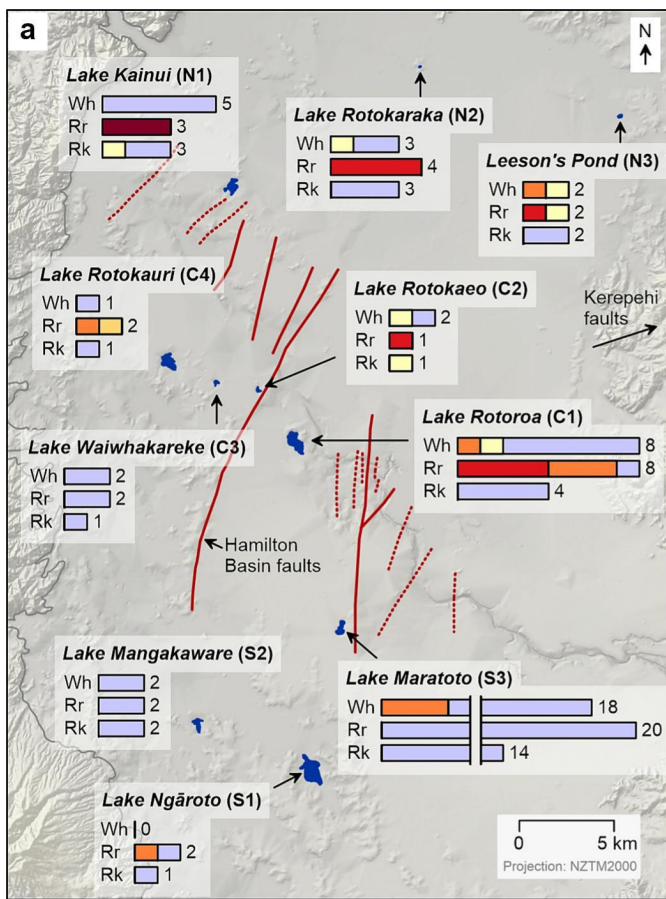 a
N
Lake Kainui (N1)
Wh 5
Rr 3
Rk 3
Lake Rotokaraka (N2)
Wh 3
Rr 4
Rk 3
Leeson's Pond (N3)
Wh 2
Rr 2
Rk 2
Lake Rotokauri (C4)
Wh 1
Rr 2
Rk 1
Lake Rotokaeo (C2)
Wh 2
Rr 1
Rk 1
Kerepehi
faults
Lake Waiwhakareke (C3)
Wh 2
Rr 2
Rk 1
Lake Rotoroa (C1)
Wh 8
Rr 8
Rk 4
Hamilton
Basin faults
Lake Mangakaware (S2)
Wh 2
Rr 2
Rk 2
Lake Maratoto (S3)
Wh 18
Rr 20
Rk 14
Lake Ngāroto (S1)
Wh 0
Rr 2
Rk 1
0 5 km
Projection: NZTM2000